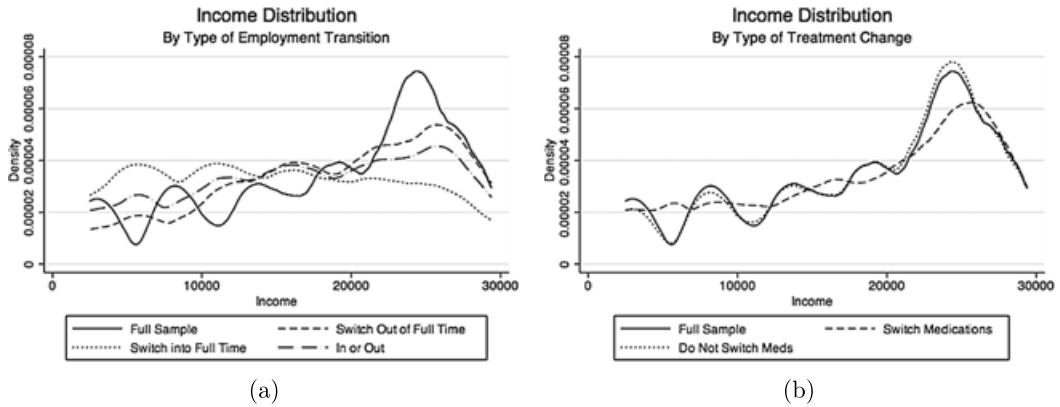 Income Distribution
By Type of Employment Transition
Density
0 0.00002 0.00004 0.00006 0.00008
0 10000 20000 30000
Income
Full Sample Switch Out of Full Time
Switch into Full Time In or Out
(a)
Income Distribution
By Type of Treatment Change
Density
0 0.00002 0.00004 0.00006 0.00008
0 10000 20000 30000
Income
Full Sample Switch Medications
Do Not Switch Meds
(b)